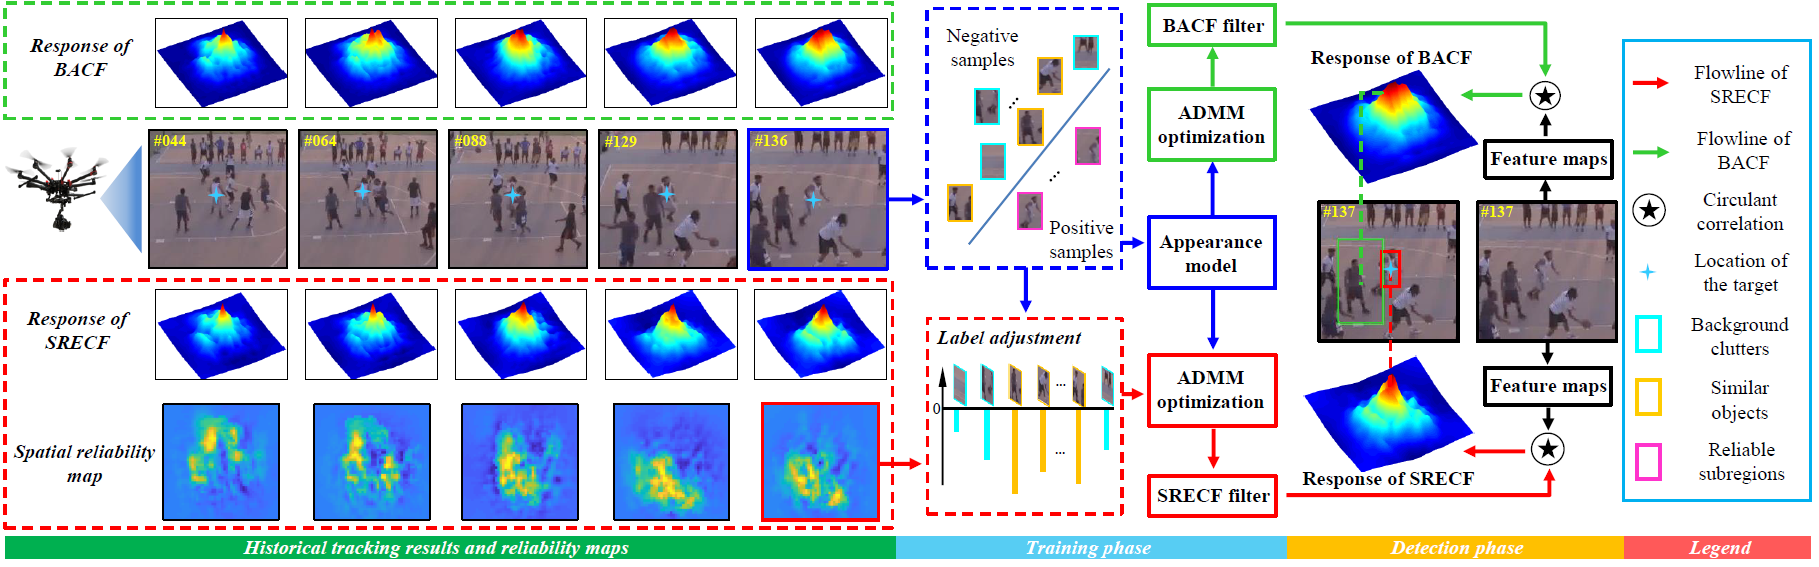 Response of
BACF
#044
#064
#088
#129
#136
Response of
SRECF
Spatial reliability
map
Historical tracking results and reliability maps
Negative
samples
Positive
samples
Label adjustment
0
BACF filter
ADMM
optimization
Appearance
model
ADMM
optimization
SRECF filter
Training phase
Response of BACF
Feature maps
#137
#137
Feature maps
Response of SRECF
Detection phase
Flowline of
SRECF
Flowline of
BACF
Circulant
correlation
Location of
the target
Background
clutters
Similar
objects
Reliable
subregions
Legend